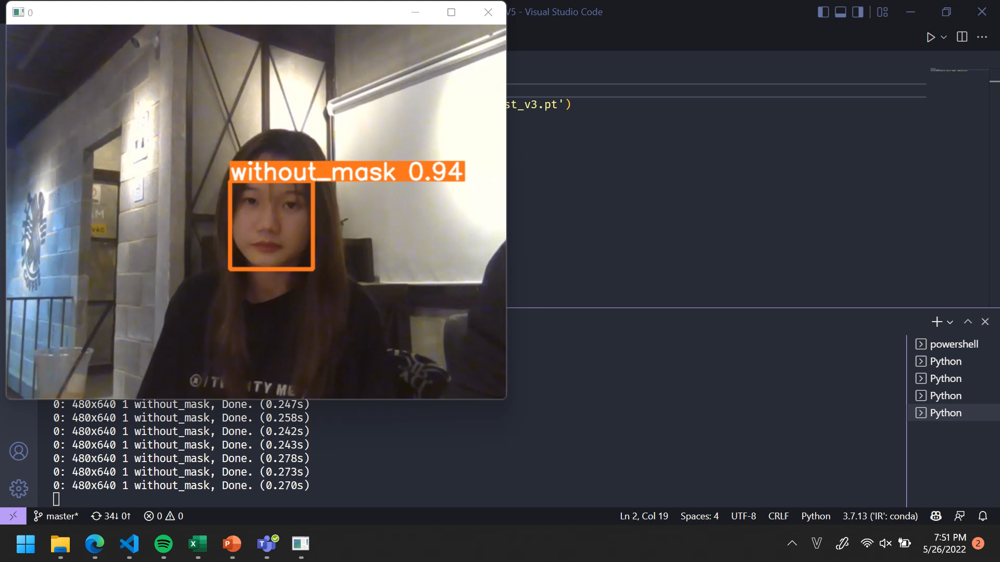 0
V5 - Visual Studio Code
st_v3.pt')
without_mask 0.94
COFFEE
0: 480x640 1 without_mask, Done. (0.247s)
0: 480x640 1 without_mask, Done. (0.258s)
0: 480x640 1 without_mask, Done. (0.242s)
0: 480x640 1 without_mask, Done. (0.243s)
0: 480x640 1 without_mask, Done. (0.278s)
0: 480x640 1 without_mask, Done. (0.273s)
0: 480x640 1 without_mask, Done. (0.270s)
powershell
Python
Python
Python
Python
master* 34↓ 0↑ 0 0 Ln 2, Col 19 Spaces: 4 UTF-8 CRLF Python 3.7.13 ('IR': conda)
7:51 PM
5/26/2022
2